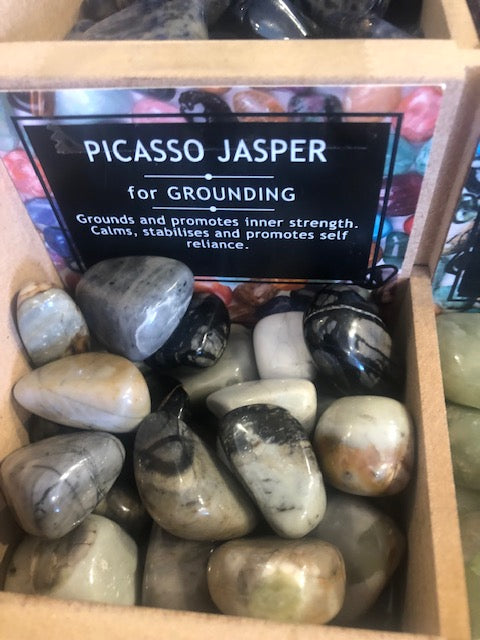 PICASSO JASPER
for GROUNDING
Grounds and promotes inner strength.
Calms, stabilises and promotes self
reliance.